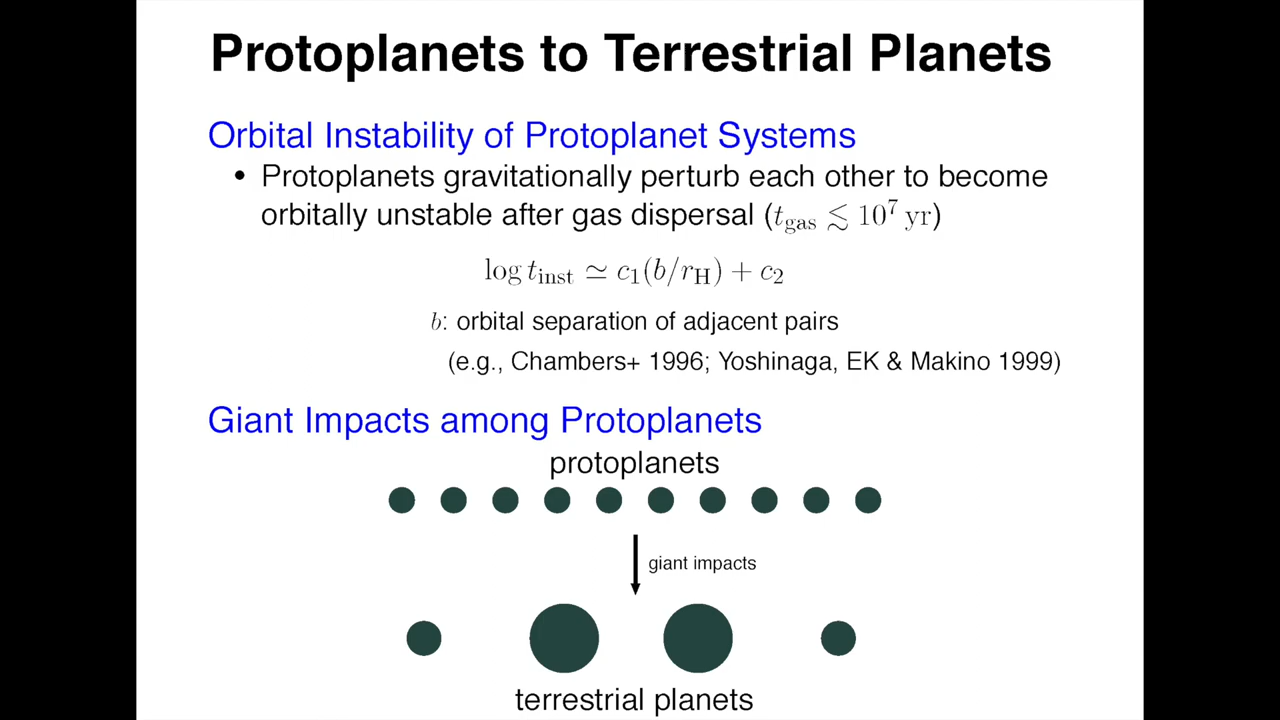 Protoplanets to Terrestrial Planets
Orbital Instability of Protoplanet Systems
• Protoplanets gravitationally perturb each other to become
orbitally unstable after gas dispersal (t_gas ≲ 10^7 yr)
log t_inst ≃ c_1(b/r_H) + c_2
b: orbital separation of adjacent pairs
(e.g., Chambers+ 1996; Yoshinaga, EK & Makino 1999)
Giant Impacts among Protoplanets
protoplanets
giant impacts
terrestrial planets